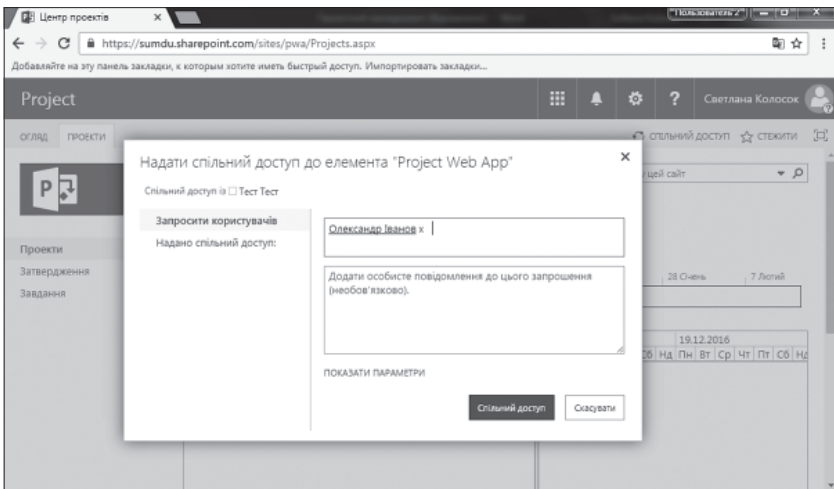 Центр проектів
Пользователь 2
https://sumdu.sharepoint.com/sites/pwa/Projects.aspx
Добавляйте на эту панель закладки, к которым хотите иметь быстрый доступ. Импортировать закладки...
Project
?
Светлана Колосок
ОГЛЯД
ПРОЕКТИ
СПІЛЬНИЙ ДОСТУП
СТЕЖИТИ
Надати спільний доступ до елемента "Project Web App"
цей сайт
Спільний доступ із Тест Тест
Запросити користувачів
Олександр Іванов x
Надано спільний доступ:
Проекти
Затвердження
Завдання
Додати особисте повідомлення до цього запрошення
(необов'язково).
28 Січень
7 Лютий
19.12.2016
Сб Нд Пн Вт Ср Чт Пт Сб Нд
ПОКАЗАТИ ПАРАМЕТРИ
Спільний доступ
Скасувати